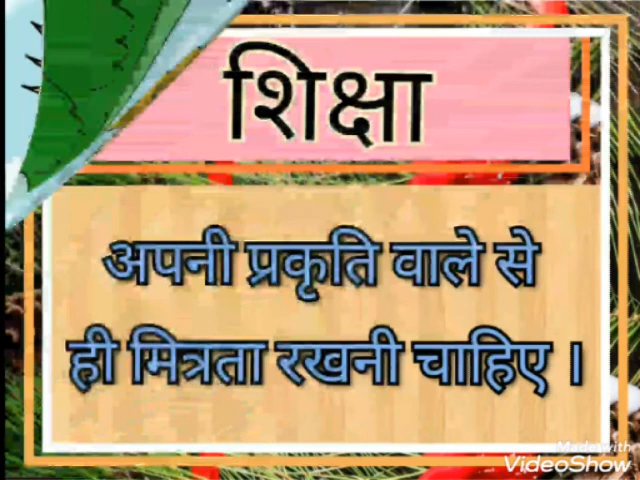 शिक्षा
अपनी प्रकृति वाले से
ही मित्रता रखनी चाहिए ।
Made with
VideoShow